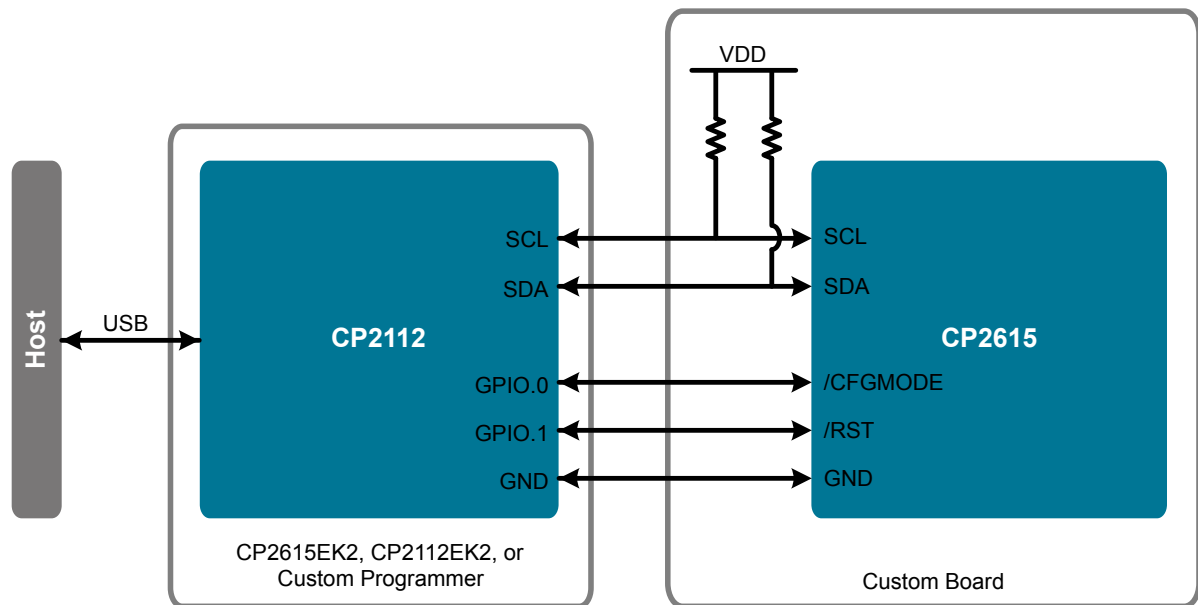 VDD
Host
USB
CP2112
SCL
SDA
GPIO.0
GPIO.1
GND
CP2615EK2, CP2112EK2, or
Custom Programmer
SCL
SDA
CP2615
/CFGMODE
/RST
GND
Custom Board